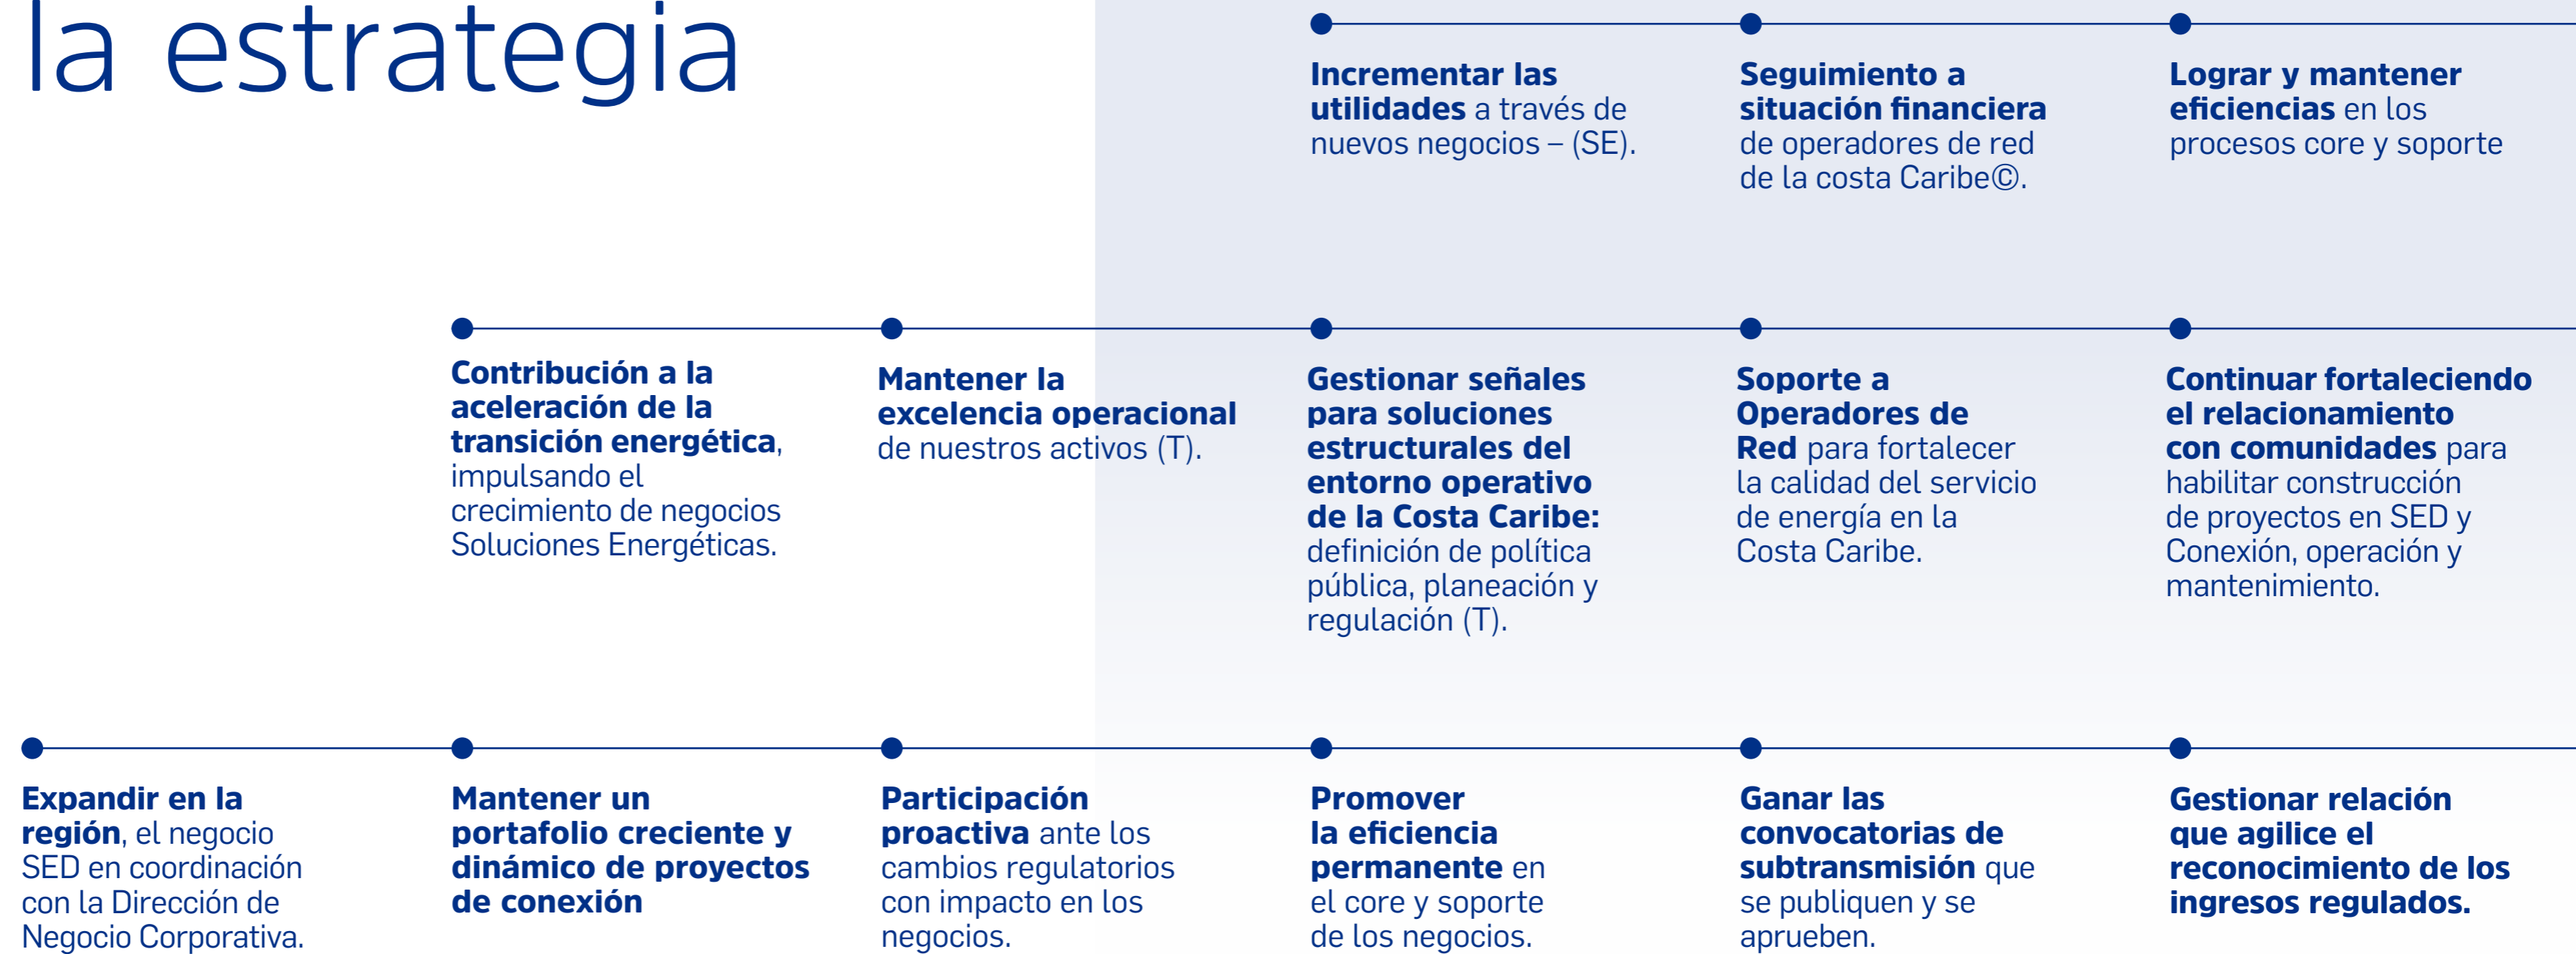 la estrategia
Incrementar las
utilidades a través de
nuevos negocios – (SE).
Seguimiento a
situación financiera
de operadores de red
de la costa Caribe©.
Lograr y mantener
eficiencias en los
procesos core y soporte
Contribución a la
aceleración de la
transición energética,
impulsando el
crecimiento de negocios
Soluciones Energéticas.
Mantener la
excelencia operacional
de nuestros activos (T).
Gestionar señales
para soluciones
estructurales del
entorno operativo
de la Costa Caribe:
definición de política
pública, planeación y
regulación (T).
Soporte a
Operadores de
Red para fortalecer
la calidad del servicio
de energía en la
Costa Caribe.
Continuar fortaleciendo
el relacionamiento
con comunidades para
habilitar construcción
de proyectos en SED y
Conexión, operación y
mantenimiento.
Expandir en la
región, el negocio
SED en coordinación
con la Dirección de
Negocio Corporativa.
Mantener un
portafolio creciente y
dinámico de proyectos
de conexión
Participación
proactiva ante los
cambios regulatorios
con impacto en los
negocios.
Promover
la eficiencia
permanente en
el core y soporte
de los negocios.
Ganar las
convocatorias de
subtransmisión que
se publiquen y se
aprueben.
Gestionar relación
que agilice el
reconocimiento de los
ingresos regulados.